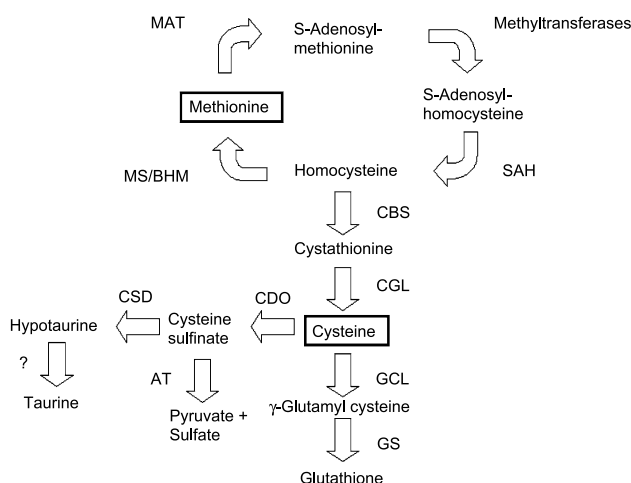 MAT
S-Adenosyl-
methionine
Methyltransferases
Methionine
S-Adenosyl-
homocysteine
MS/BHM
Homocysteine
SAH
CBS
Cystathionine
CGL
CSD
CDO
Hypotaurine
Cysteine
sulfinate
Cysteine
?
AT
GCL
Taurine
Pyruvate +
Sulfate
γ-Glutamyl cysteine
GS
Glutathione